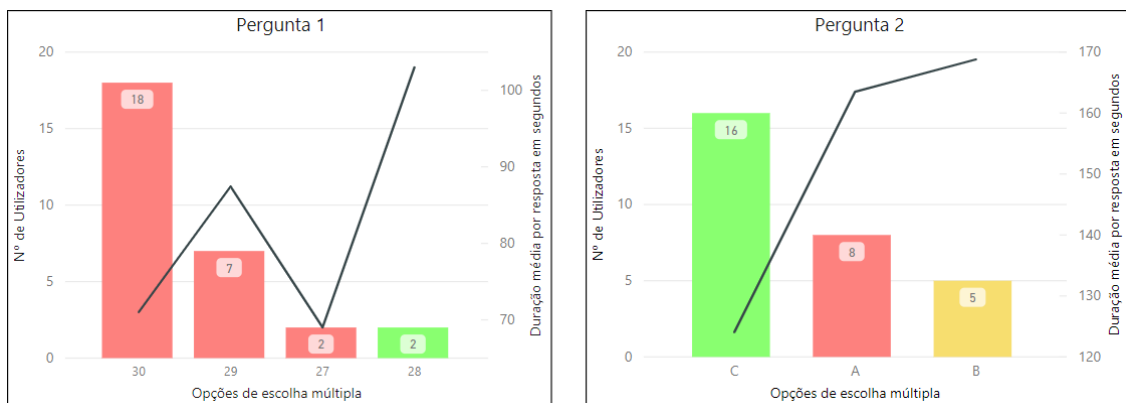 Pergunta 1
20
15
10
5
0
Nº de Utilizadores
18
7
2
2
100
90
80
70
Duração média por resposta em segundos
30 29 27 28
Opções de escolha múltipla
Pergunta 2
20
15
10
5
0
Nº de Utilizadores
16
8
5
170
160
150
140
130
120
Duração média por resposta em segundos
C A B
Opções de escolha múltipla